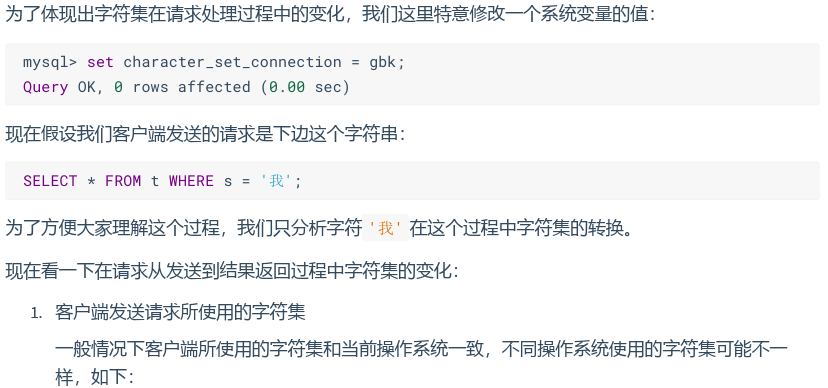 为了体现出字符集在请求处理过程中的变化，我们这里特意修改一个系统变量的值：
mysql> set character_set_connection = gbk;
Query OK, 0 rows affected (0.00 sec)
现在假设我们客户端发送的请求是下边这个字符串：
SELECT * FROM t WHERE s = '我';
为了方便大家理解这个过程，我们只分析字符'我'在这个过程中字符集的转换。
现在看一下在请求从发送到结果返回过程中字符集的变化：
1. 客户端发送请求所使用的字符集
一般情况下客户端所使用的字符集和当前操作系统一致，不同操作系统使用的字符集可能不一
样，如下：